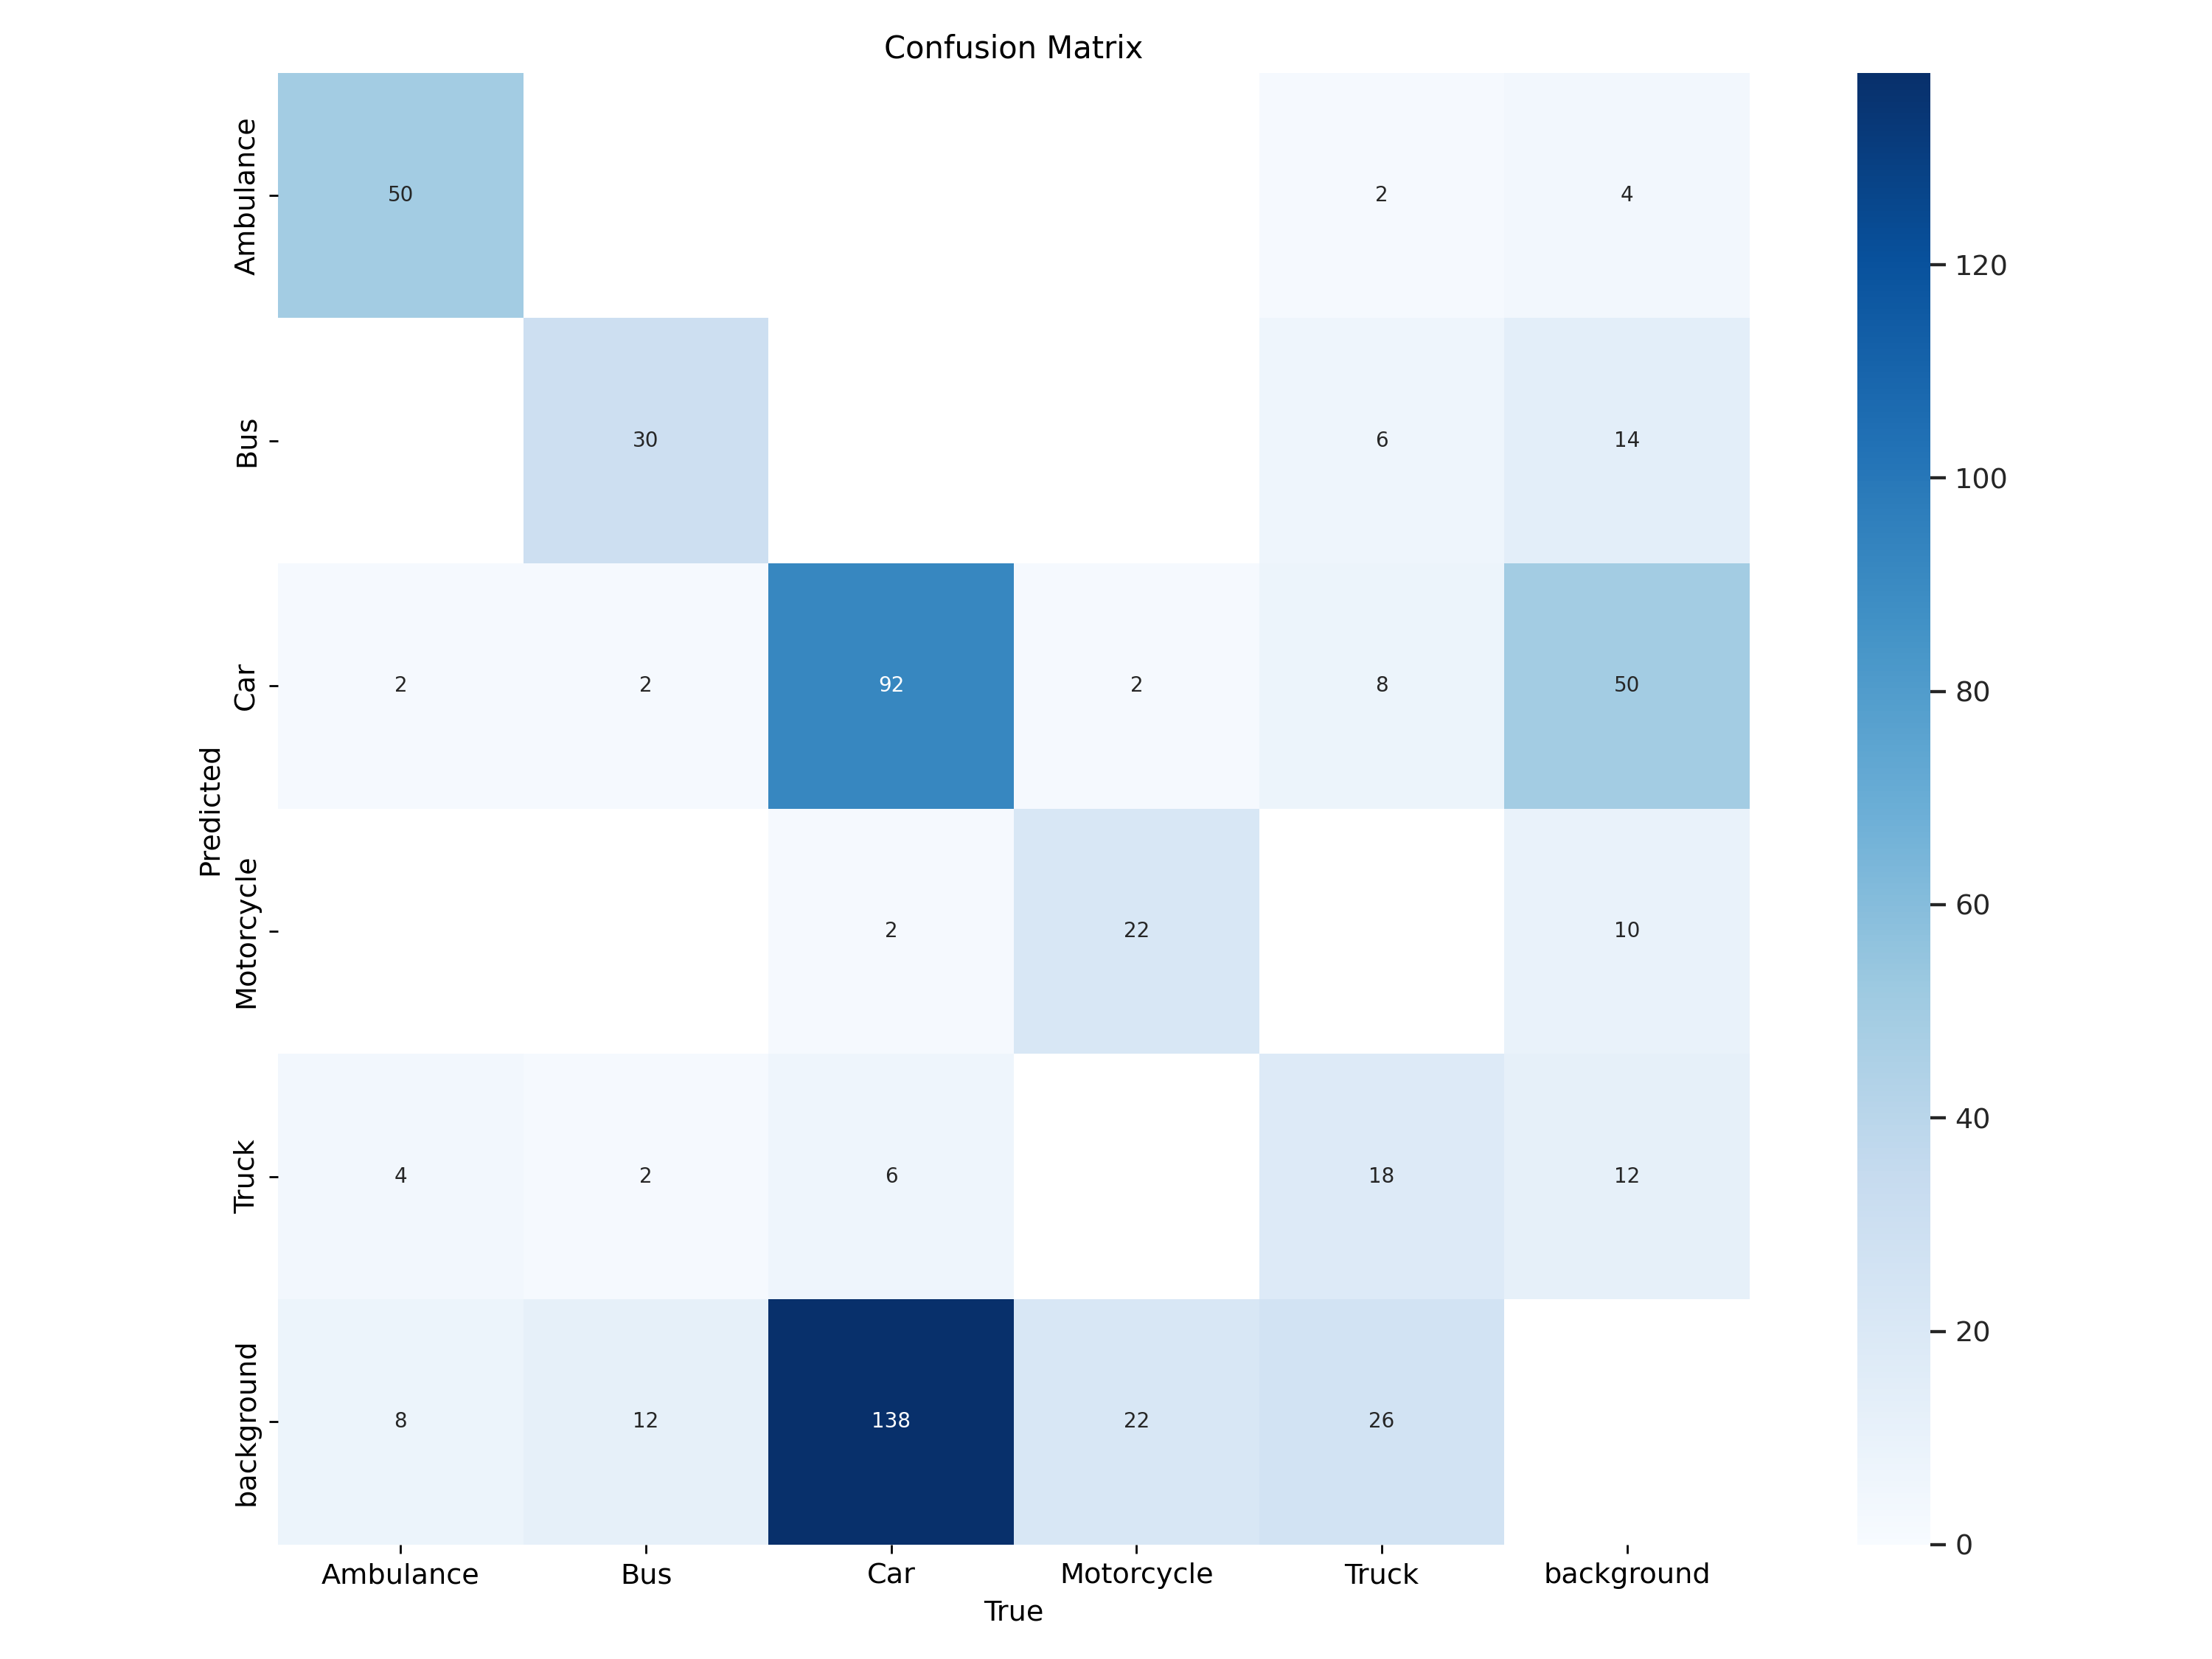 Confusion Matrix
Ambulance 50 2 4
Bus 30 6 14
Car 2 2 92 2 8 50
Motorcycle 2 22 10
Truck 4 2 6 18 12
background 8 12 138 22 26
Predicted
Ambulance Bus Car Motorcycle Truck background
True
120
100
80
60
40
20
0